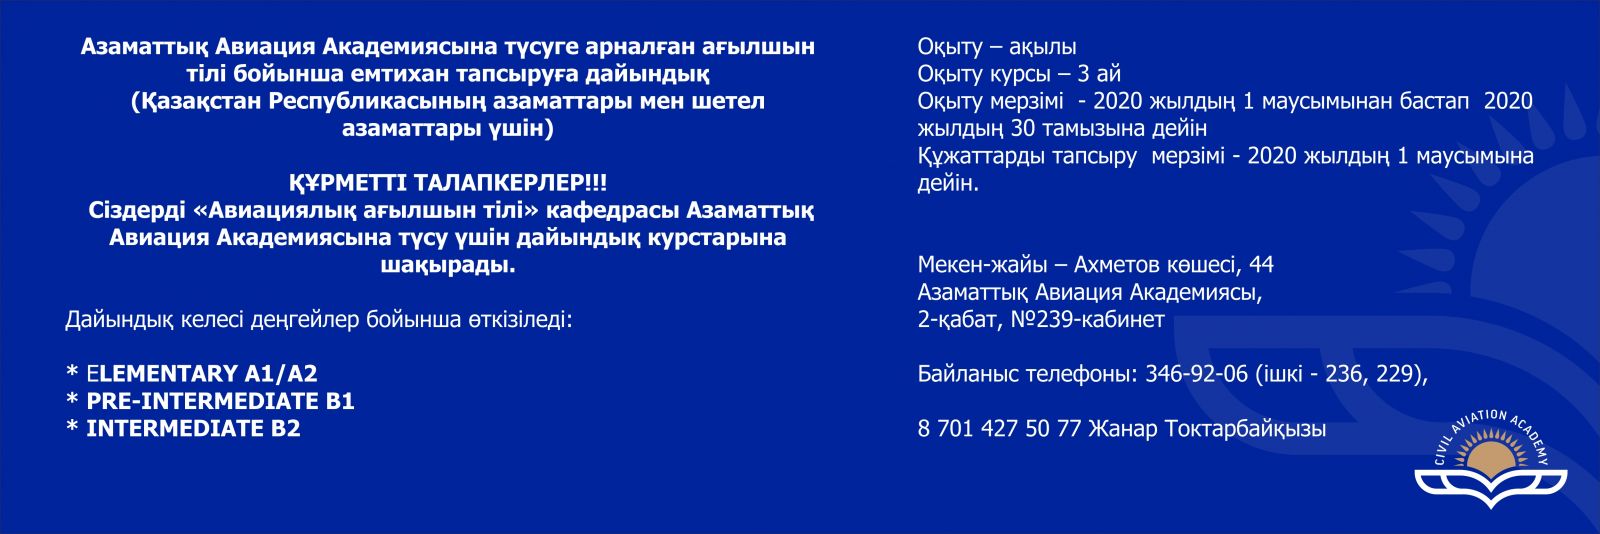 Азаматтық Авиация Академиясына түсуге арналған ағылшын
тілі бойынша емтихан тапсыруға дайындық
(Қазақстан Республикасының азаматтары мен шетел
азаматтары үшін)
ҚҰРМЕТТІ ТАЛАПКЕРЛЕР!!!
Сіздерді «Авиациялық ағылшын тілі» кафедрасы Азаматтық
Авиация Академиясына түсу үшін дайындық курстарына
шақырады.
Дайындық келесі деңгейлер бойынша өткізіледі:
* ELEMENTARY A1/A2
* PRE-INTERMEDIATE B1
* INTERMEDIATE B2
Оқыту – ақылы
Оқыту курсы – 3 ай
Оқыту мерзімі - 2020 жылдың 1 маусымынан бастап 2020
жылдың 30 тамызына дейін
Құжаттарды тапсыру мерзімі - 2020 жылдың 1 маусымына
дейін.
Мекен-жайы – Ахметов көшесі, 44
Азаматтық Авиация Академиясы,
2-қабат, №239-кабинет
Байланыс телефоны: 346-92-06 (ішкі - 236, 229),
8 701 427 50 77 Жанар Токтарбайқызы
CIVIL AVIATION ACADEMY